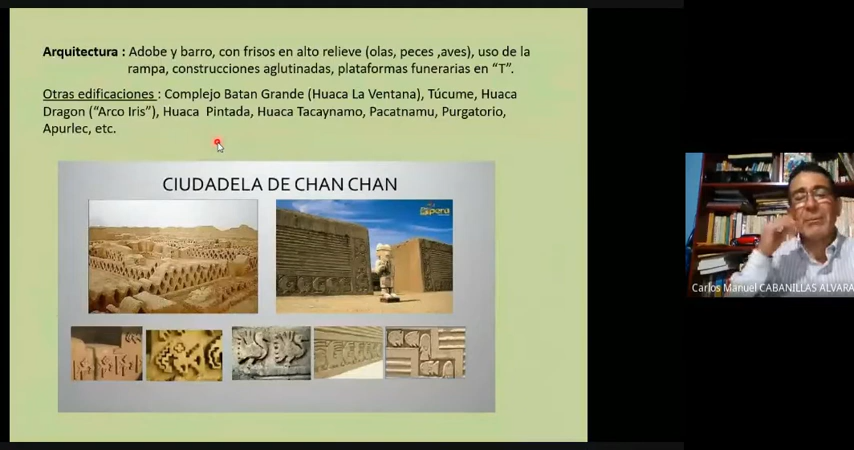 Arquitectura : Adobe y barro, con frisos en alto relieve (olas, peces ,aves), uso de la
rampa, construcciones aglutinadas, plataformas funerarias en “T”.
Otras edificaciones : Complejo Batan Grande (Huaca La Ventana), Túcume, Huaca
Dragon (“Arco Iris”), Huaca Pintada, Huaca Tacaynamo, Pacatnamu, Purgatorio,
Apurlec, etc.
CIUDADELA DE CHAN CHAN
Carlos Manuel CABANILLAS ALVARA